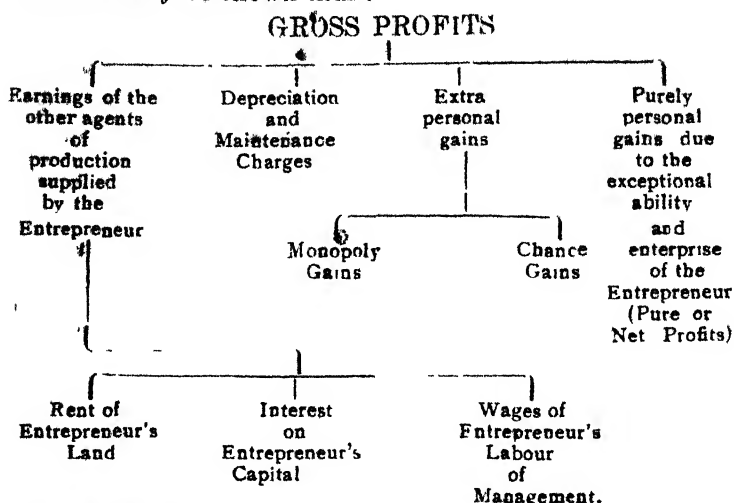 GROSS PROFITS
Earnings of the
other agents
of
production
supplied
by the
Entrepreneur
Depreciation
and
Maintenance
Charges
Extra
personal
gains
Purely
personal
gains due
to the
exceptional
ability
and
enterprise
of the
Entrepreneur
(Pure or
Net Profits)
Monopoly
Gains
Chance
Gains
Rent of
Entrepreneur's
Land
Interest
on
Entrepreneur's
Capital
Wages of
Entrepreneur's
Labour
of
Management.